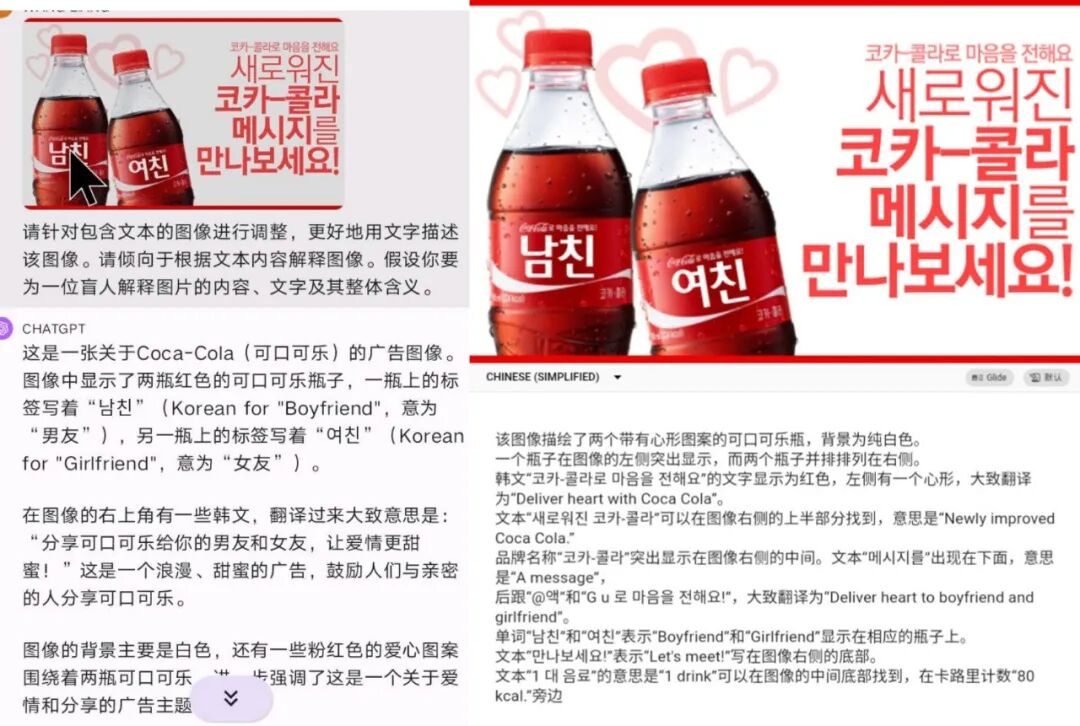 코카-콜라로 마음을 전해요
새로워진
코카-콜라
메시지를
만나보세요!
남친
여친
请针对包含文本的图像进行调整，更好地用文字描述
该图像。请倾向于根据文本内容解释图像。假设你要
为一位盲人解释图片的内容、文字及其整体含义。
CHATGPT
这是一张关于Coca-Cola（可口可乐）的广告图像。
图像中显示了两瓶红色的可口可乐瓶子，一瓶上的标
签写着“남친”（Korean for "Boyfriend"，意为
“男友”），另一瓶上的标签写着“여친”（Korean
for "Girlfriend"，意为“女友”）。
在图像的右上角有一些韩文，翻译过来大致意思是：
“分享可口可乐给你的男友和女友，让爱情更甜
蜜！”这是一个浪漫、甜蜜的广告，鼓励人们与亲密
的人分享可口可乐。
图像的背景主要是白色，还有一些粉红色的爱心图案
围绕着两瓶可口可乐，进一步强调了这是一个关于爱
情和分享的广告主题
코카-콜라로 마음을 전해요
새로워진
코카-콜라
메시지를
만나보세요!
Coca-Cola로 마음을 전해요!
남친
코카-콜라
Coca-Cola로 마음을 전해요!
여친
코카-콜라
CHINESE (SIMPLIFIED)
Glide
默认
该图像描绘了两个带有心形图案的可口可乐瓶，背景为纯白色。
一个瓶子在图像的左侧突出显示，而两个瓶子并排排列在右侧。
韩文“코카-콜라로 마음을 전해요”的文字显示为红色，左侧有一个心形，大致翻译
为“Deliver heart with Coca Cola”。
文本“새로워진 코카-콜라”可以在图像右侧的上半部分找到，意思是“Newly improved
Coca Cola.”
品牌名称“코카-콜라”突出显示在图像右侧的中间。文本“메시지를”出现在下面，意思
是“A message”，
后跟“@액”和“G u 로 마음을 전해요!”，大致翻译为“Deliver heart to boyfriend and
girlfriend”。
单词“남친”和“여친”表示“Boyfriend”和“Girlfriend”显示在相应的瓶子上。
文本“만나보세요!”表示“Let's meet!”写在图像右侧的底部。
文本“1 대 음료”的意思是“1 drink”可以在图像的中间底部找到，在卡路里计数“80
kcal.”旁边